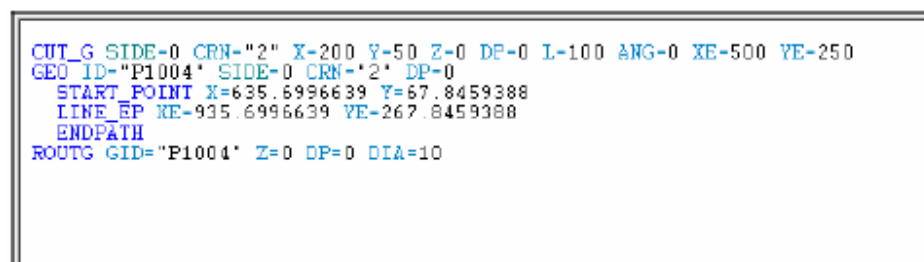 CUT_G SIDE=0 CRN="2" X=200 Y=50 Z=0 DP=0 L=100 ANG=0 XE=500 YE=250
GEO ID="P1004" SIDE=0 CRN="2" DP=0
START_POINT X=635.6996639 Y=67.8459388
LINE_EP XE=935.6996639 YE=267.8459388
ENDPATH
ROUTG GID="P1004" Z=0 DP=0 DIA=10